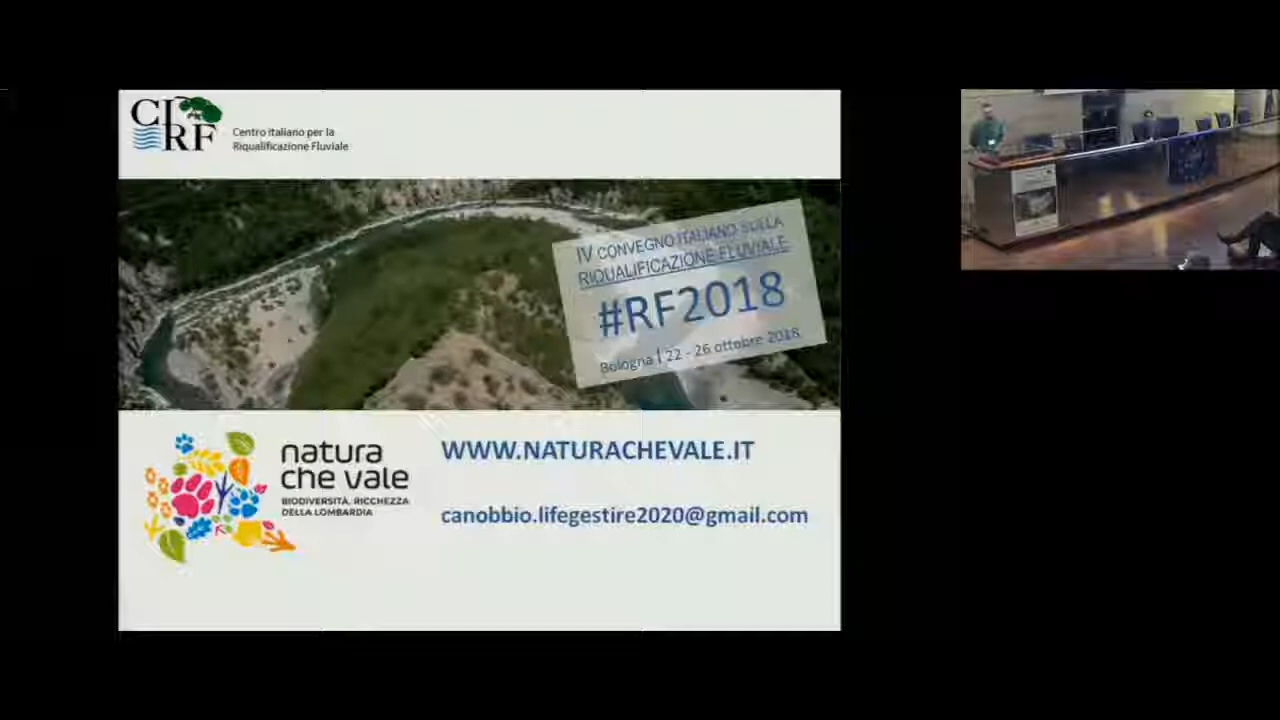 CIRF
Centro Italiano per la
Riqualificazione Fluviale
IV CONVEGNO ITALIANO SULLA
RIQUALIFICAZIONE FLUVIALE
#RF2018
Bologna | 22 - 26 ottobre 2018
natura
che vale
BIODIVERSITÀ, RICCHEZZA
DELLA LOMBARDIA
WWW.NATURACHEVALE.IT
canobbio.lifegestire2020@gmail.com